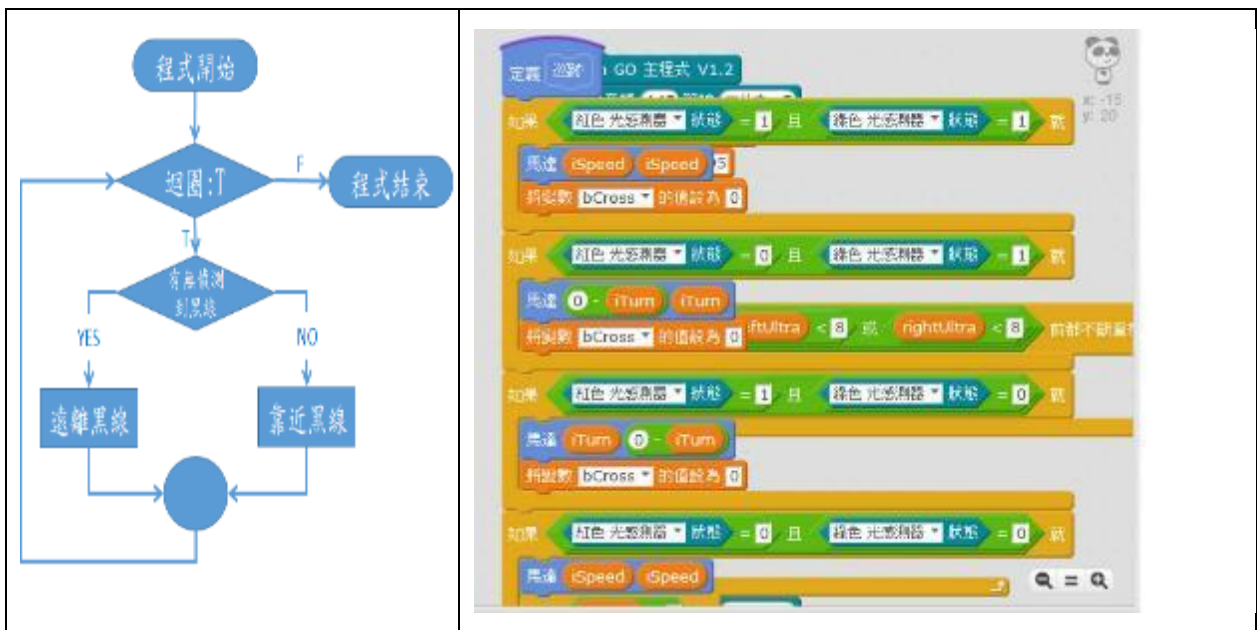 程式開始
迴圈:T
F
程式結束
T
有無偵測
到黑線
YES
NO
遠離黑線
靠近黑線
定義 巡跡
GO 主程式 V1.2
x: -15
y: 20
如果 紅色 光感測器 狀態 = 1 且 綠色 光感測器 狀態 = 1 就
馬達 iSpeed iSpeed 5
將變數 bCross 的值設為 0
如果 紅色 光感測器 狀態 = 0 且 綠色 光感測器 狀態 = 1 就
馬達 0 - iTurn iTurn
將變數 bCross 的值設為 0 ftUltra < 8 或 rightUltra < 8 前都不斷重
如果 紅色 光感測器 狀態 = 1 且 綠色 光感測器 狀態 = 0 就
馬達 iTurn 0 - iTurn
將變數 bCross 的值設為 0
如果 紅色 光感測器 狀態 = 0 且 綠色 光感測器 狀態 = 0 就
馬達 iSpeed iSpeed